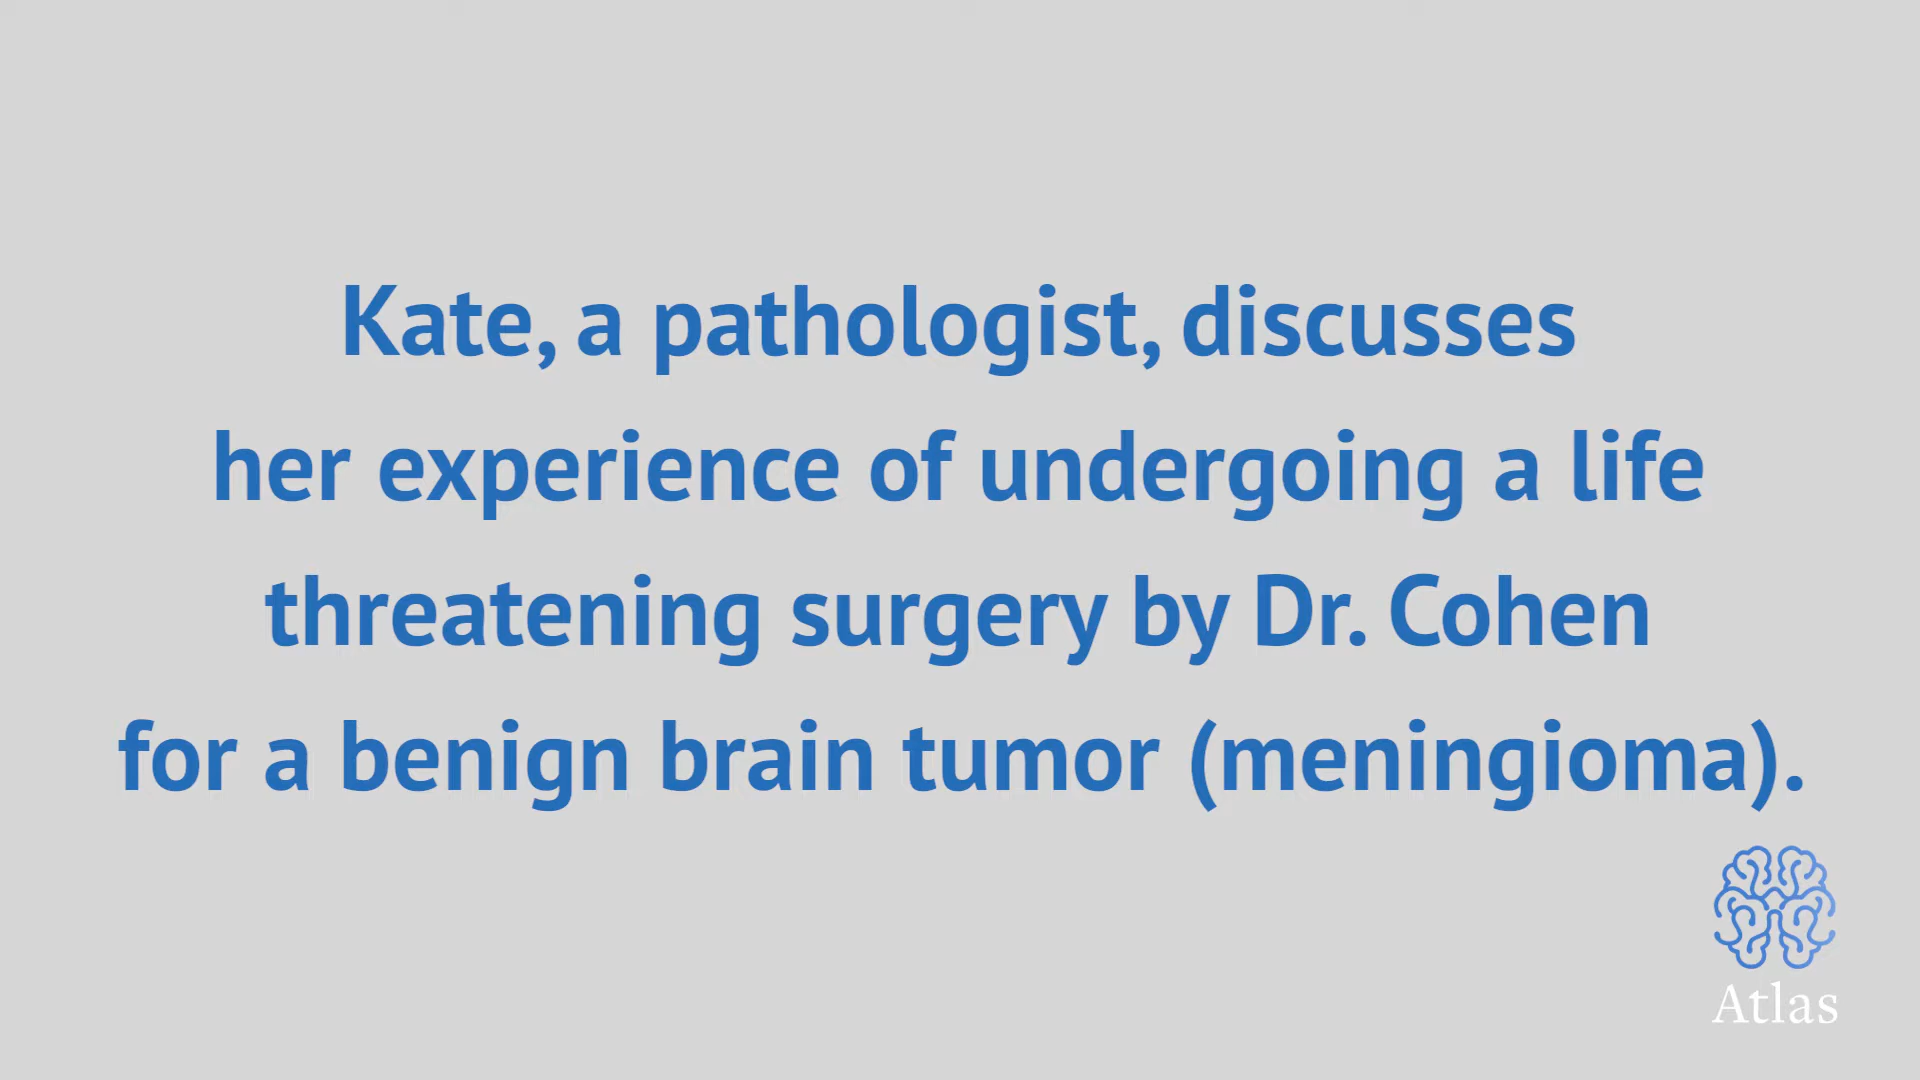 Kate, a pathologist, discusses
her experience of undergoing a life
threatening surgery by Dr. Cohen
for a benign brain tumor (meningioma).
Atlas